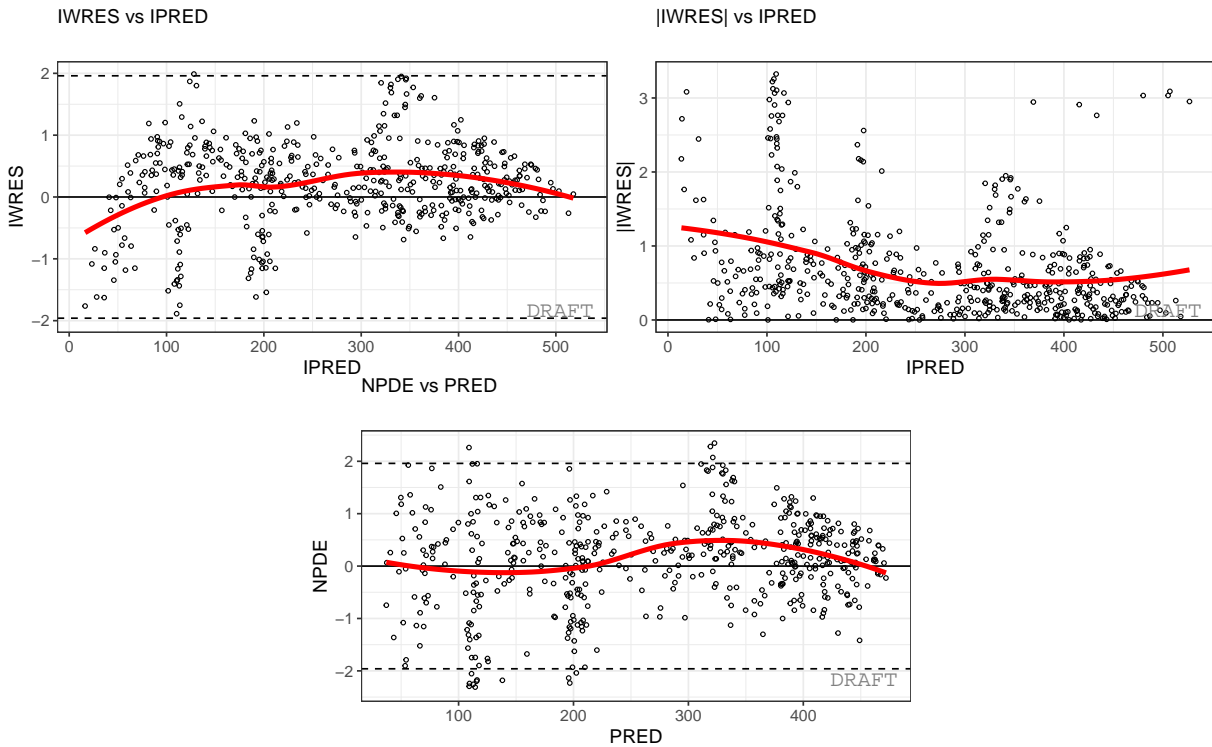 IWRES vs IPRED
2
1
0
−1
−2
IWRES
DRAFT
0 100 200 300 400 500
IPRED
|IWRES| vs IPRED
3
2
1
0
|IWRES|
DRAFT
0 100 200 300 400 500
IPRED
NPDE vs PRED
2
1
0
−1
−2
NPDE
DRAFT
100 200 300 400
PRED